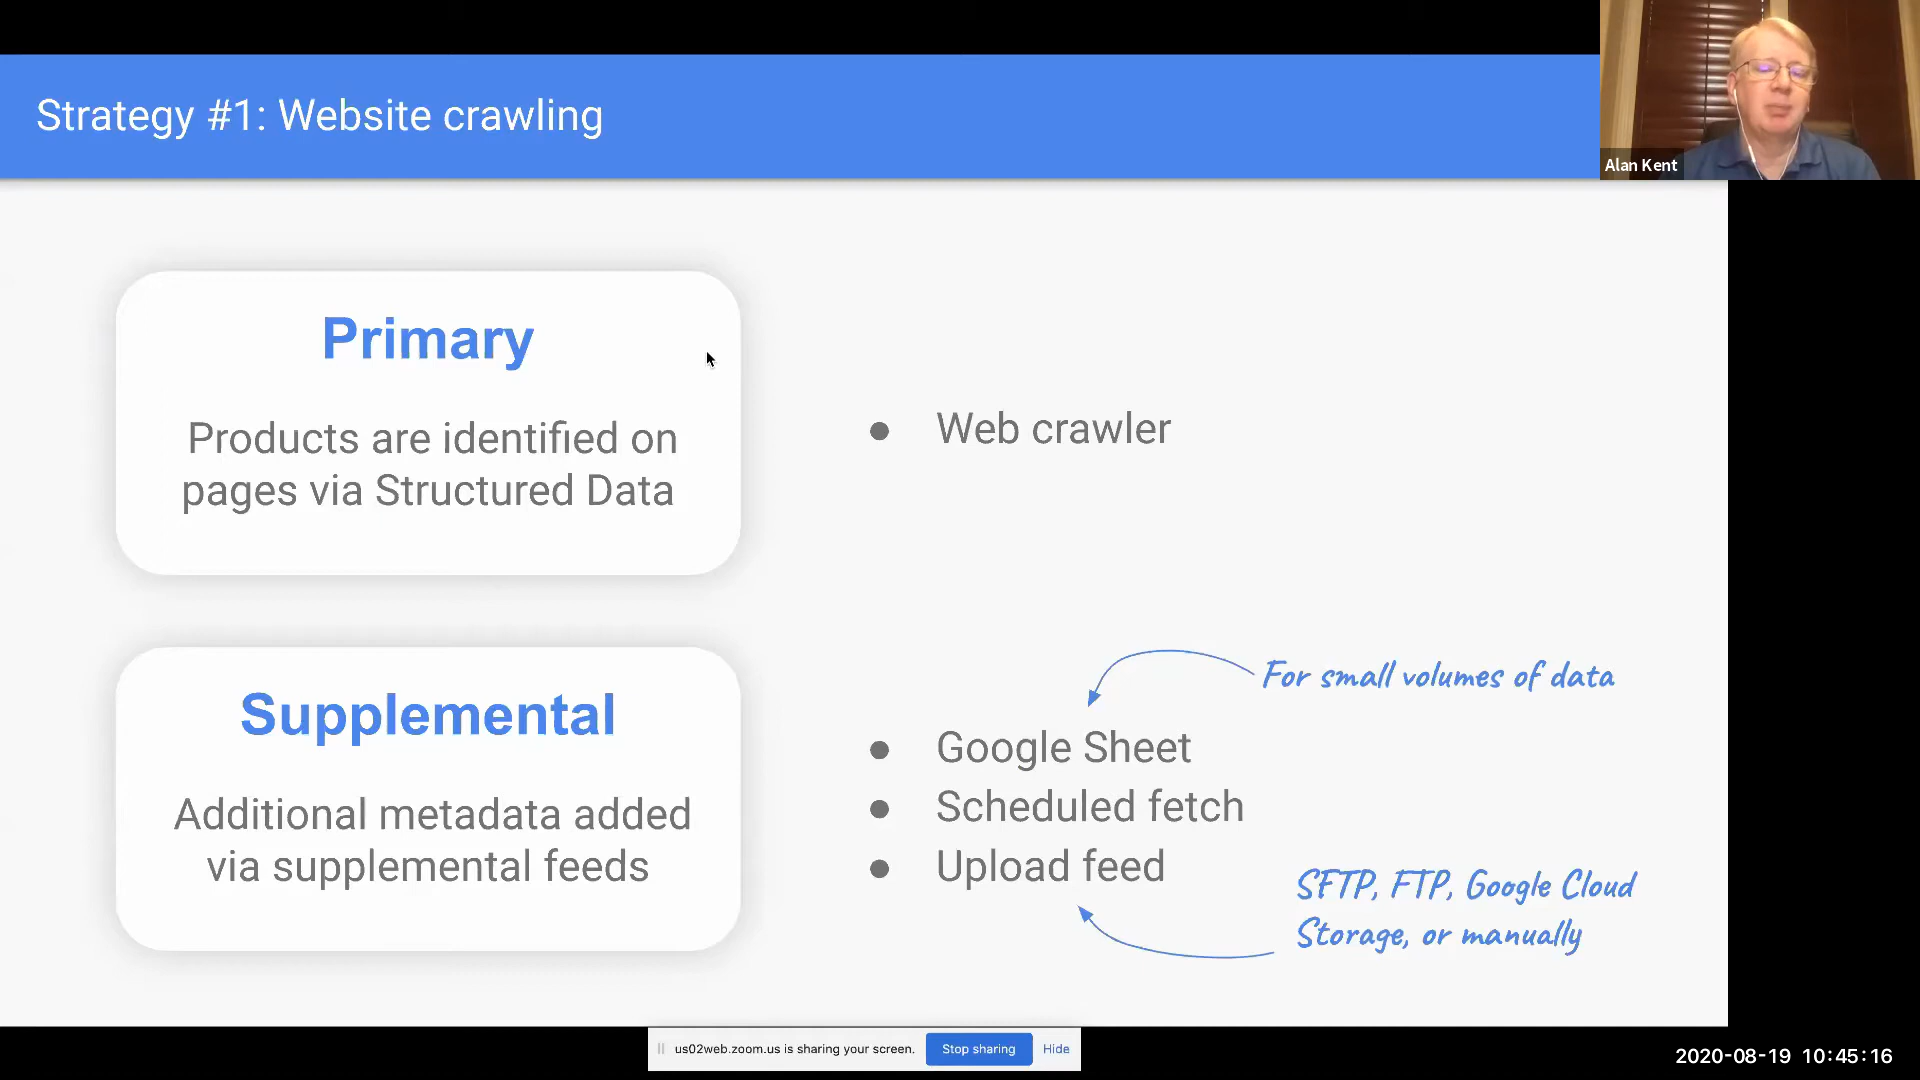 Strategy #1: Website crawling
Alan Kent
Primary
Products are identified on
pages via Structured Data
• Web crawler
Supplemental
Additional metadata added
via supplemental feeds
For small volumes of data
• Google Sheet
• Scheduled fetch
• Upload feed
SFTP, FTP, Google Cloud
Storage, or manually
us02web.zoom.us is sharing your screen.
Stop sharing
Hide
2020-08-19 10:45:16